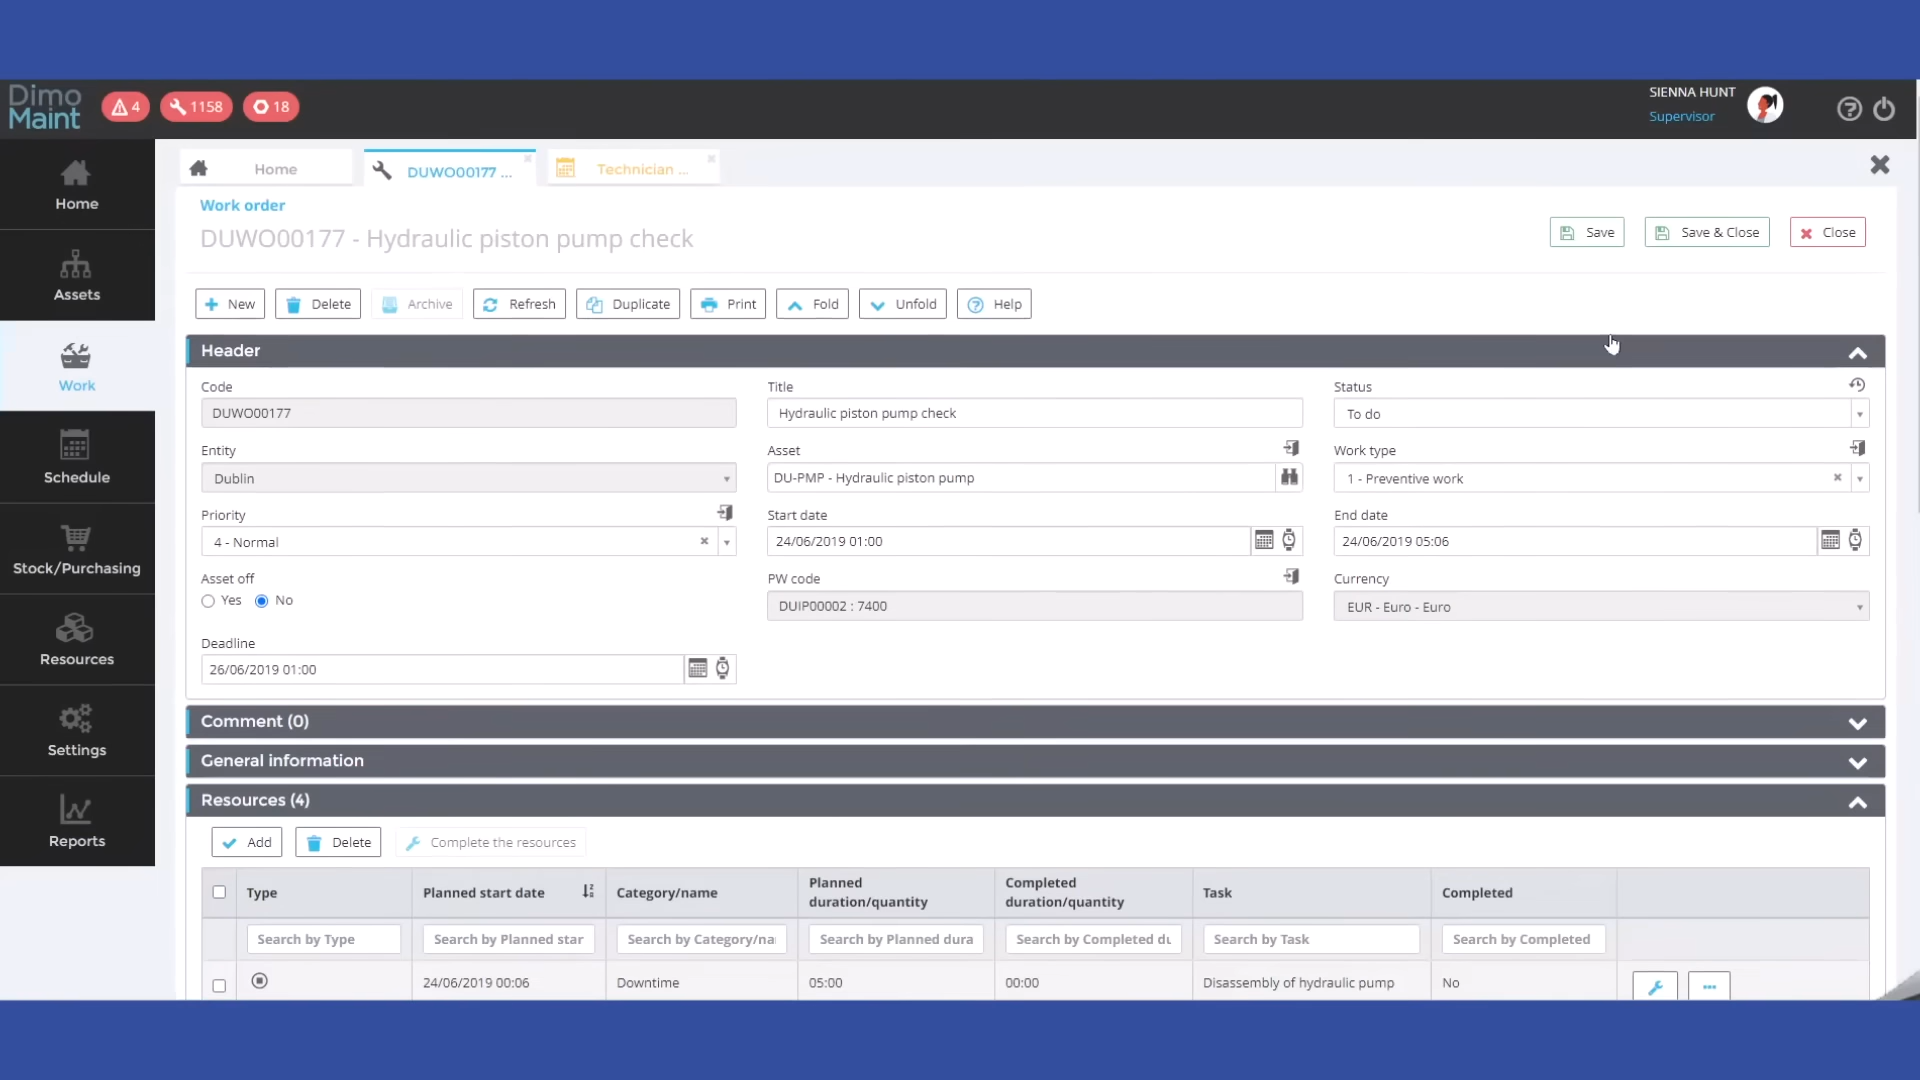 Dimo
Maint
4
1158
18
SIENNA HUNT
Supervisor
Home
DUWO00177 ...
Technician ...
Home
Assets
Work
Schedule
Stock/Purchasing
Resources
Settings
Reports
Work order
DUWO00177 - Hydraulic piston pump check
Save
Save & Close
Close
New
Delete
Archive
Refresh
Duplicate
Print
Fold
Unfold
Help
Header
Code
Title
Status
DUWO00177
Hydraulic piston pump check
To do
Entity
Asset
Work type
Dublin
DU-PMP - Hydraulic piston pump
1 - Preventive work
Priority
Start date
End date
4 - Normal
24/06/2019 01:00
24/06/2019 05:06
Asset off
PW code
Currency
Yes
No
DUIP00002 : 7400
EUR - Euro - Euro
Deadline
26/06/2019 01:00
Comment (0)
General information
Resources (4)
Add
Delete
Complete the resources
Type
Planned start date
Category/name
Planned
duration/quantity
Completed
duration/quantity
Task
Completed
Search by Type
Search by Planned star
Search by Category/na
Search by Planned dura
Search by Completed du
Search by Task
Search by Completed
24/06/2019 00:06
Downtime
05:00
00:00
Disassembly of hydraulic pump
No